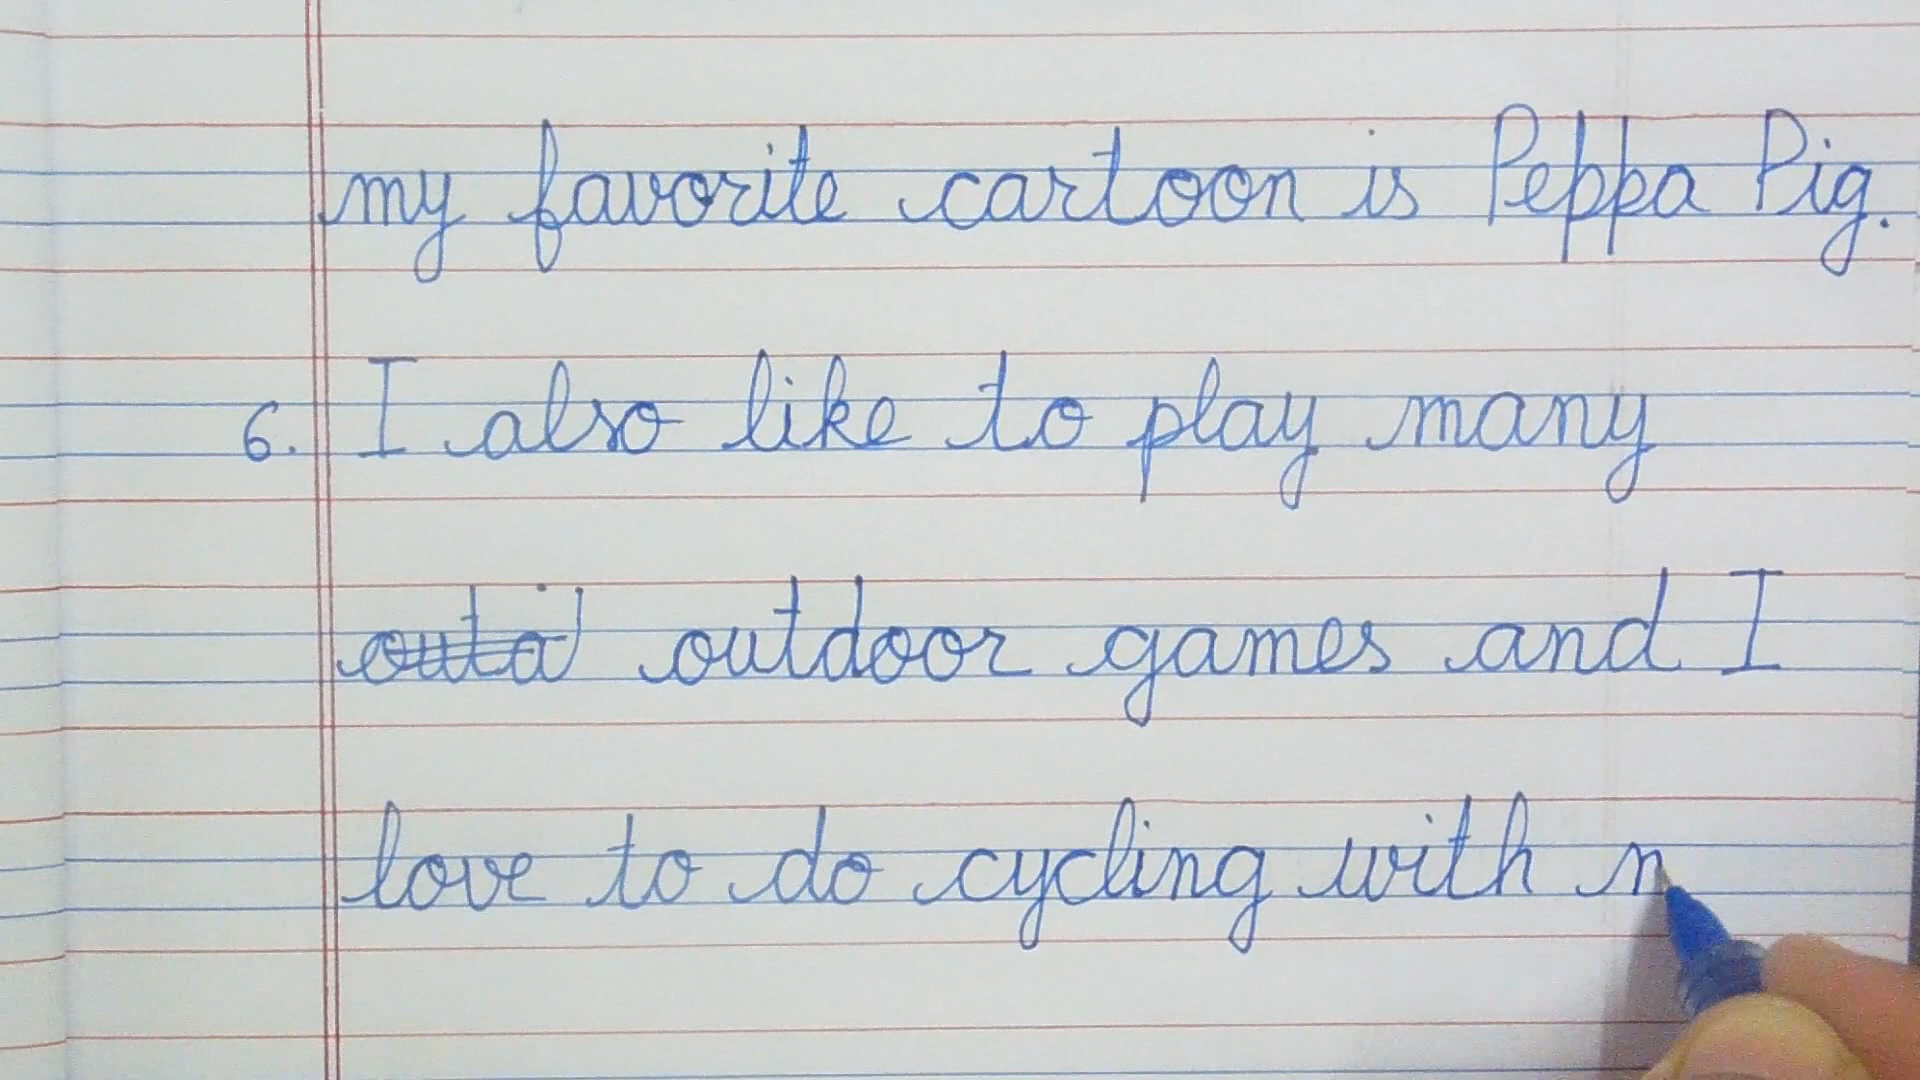 my favorite cartoon is Peppa Pig.
6. I also like to play many
outdoor games and I
love to do cycling with